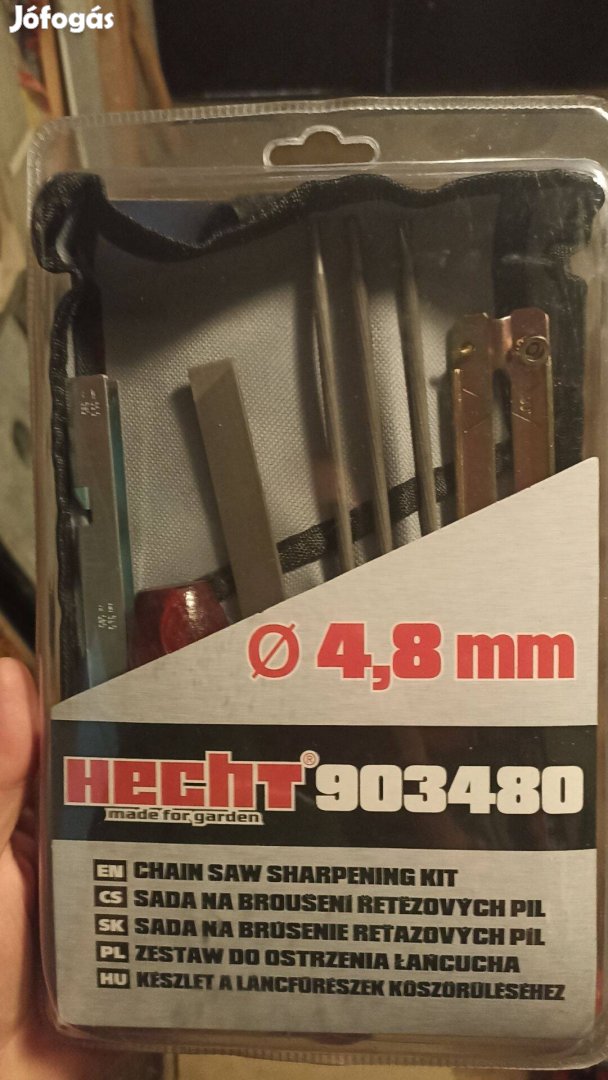 Jófogás
Ø 4,8 mm
HECHT® 903480
made for garden
EN CHAIN SAW SHARPENING KIT
CS SADA NA BROUŠENÍ ŘETĚZOVÝCH PIL
SK SADA NA BRÚSENIE REŤAZOVÝCH PÍL
PL ZESTAW DO OSTRZENIA ŁAŃCUCHA
HU KÉSZLET A LÁNCFŰRÉSZEK KÖSZÖRÜLÉSÉHEZ